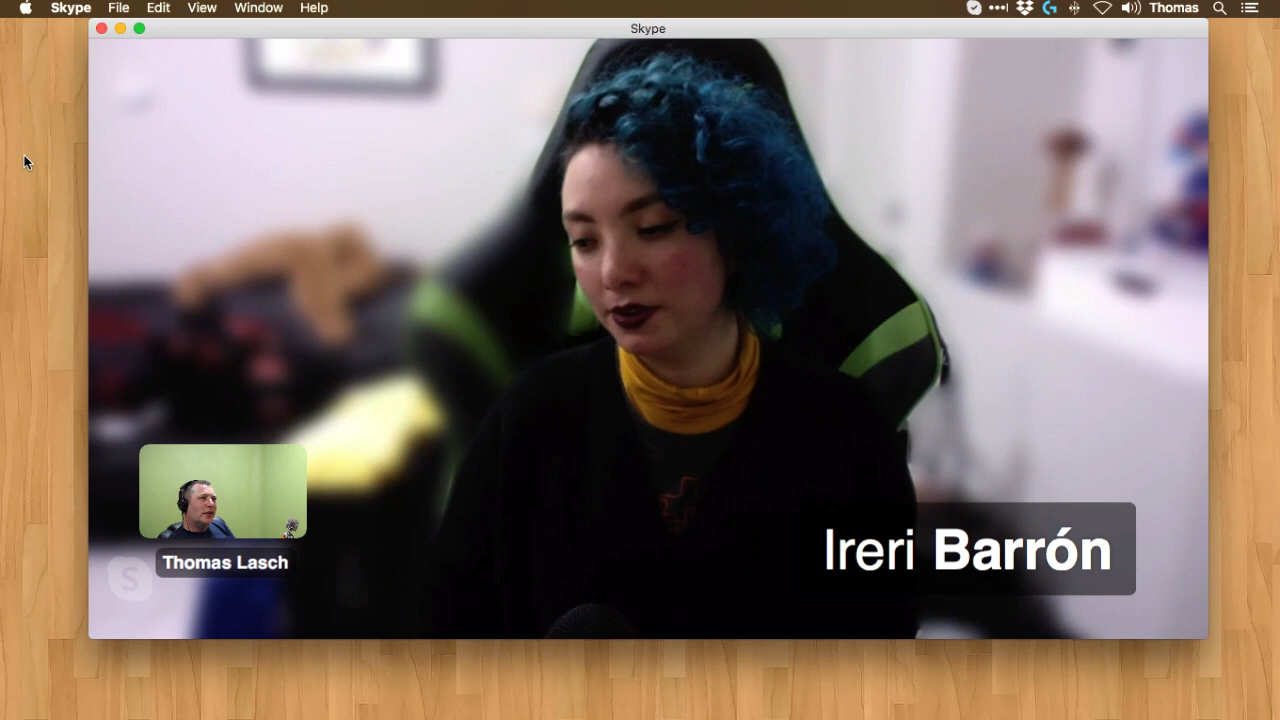 Skype File Edit View Window Help Thomas
Skype
Thomas Lasch
S
Ireri Barrón